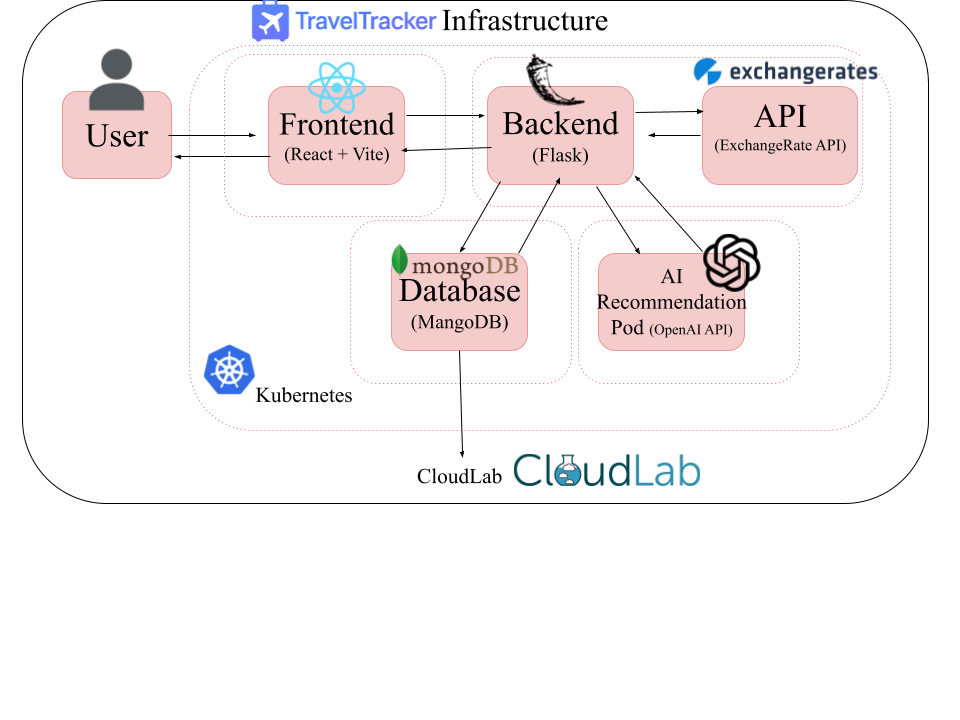 TravelTracker Infrastructure
exchangerates
User
Frontend
(React + Vite)
Backend
(Flask)
API
(ExchangeRate API)
mongoDB
Database
(MangoDB)
AI
Recommendation
Pod (OpenAI API)
Kubernetes
CloudLab CloudLab